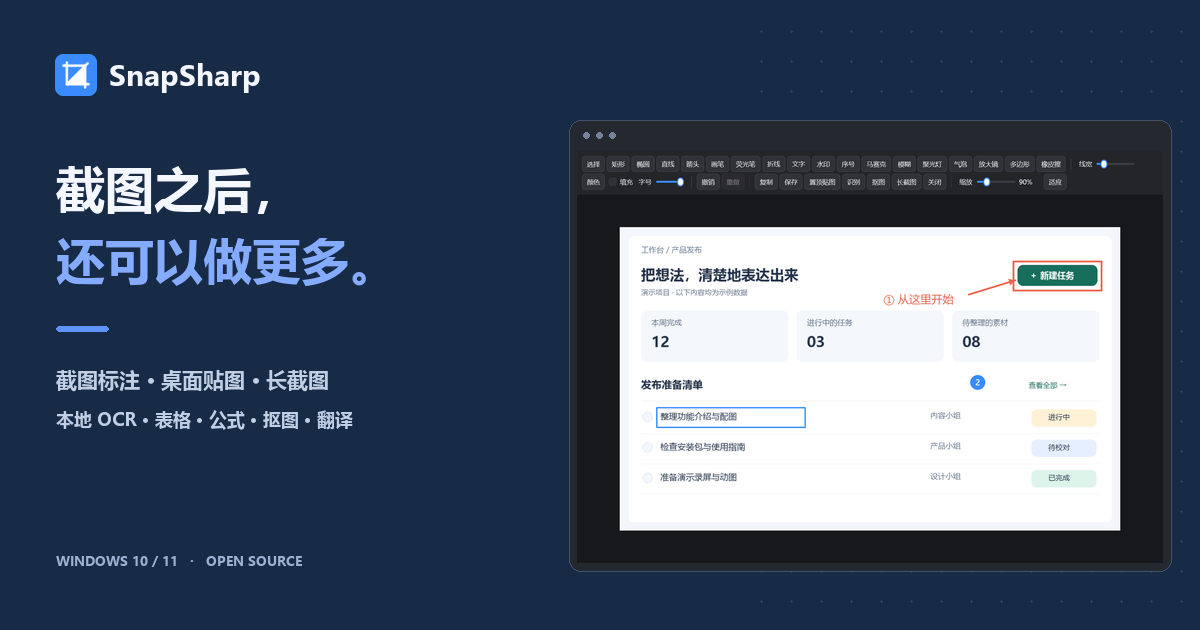 SnapSharp
截图之后，
还可以做更多。
截图标注 · 桌面贴图 · 长截图
本地 OCR · 表格 · 公式 · 抠图 · 翻译
WINDOWS 10 / 11 · OPEN SOURCE
选择 矩形 椭圆 直线 箭头 画笔 荧光笔 折线 文字 水印 序号 马赛克 模糊 聚光灯 气泡 放大镜 多边形 橡皮擦 线宽
颜色 填充 字号 撤销 重做 复制 保存 置顶贴图 识别 抠图 长截图 关闭 缩放 90% 适应
工作台 / 产品发布
把想法，清楚地表达出来
演示项目 · 以下内容均为示例数据
+ 新建任务
① 从这里开始
本周完成 进行中的任务 待整理的素材
12 03 08
发布准备清单 2 查看全部 →
整理功能介绍与配图 内容小组 进行中
检查安装包与使用指南 产品小组 待校对
准备演示录屏与动图 设计小组 已完成